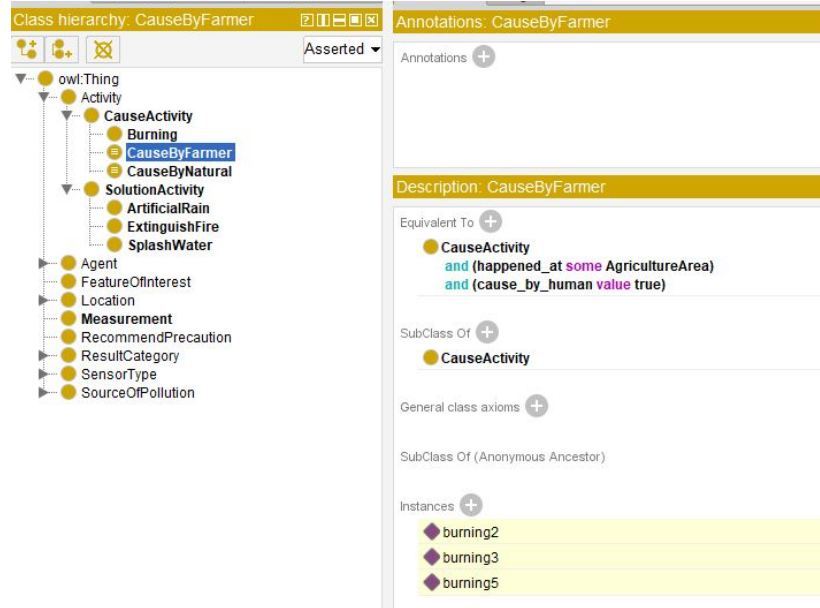 Class hierarchy: CauseByFarmer
Asserted
owl:Thing
Activity
CauseActivity
Burning
CauseByFarmer
CauseByNatural
SolutionActivity
ArtificialRain
ExtinguishFire
SplashWater
Agent
FeatureOfInterest
Location
Measurement
RecommendPrecaution
ResultCategory
SensorType
SourceOfPollution
Annotations: CauseByFarmer
Annotations
Description: CauseByFarmer
Equivalent To
CauseActivity
and (happened_at some AgricultureArea)
and (cause_by_human value true)
SubClass Of
CauseActivity
General class axioms
SubClass Of (Anonymous Ancestor)
Instances
burning2
burning3
burning5